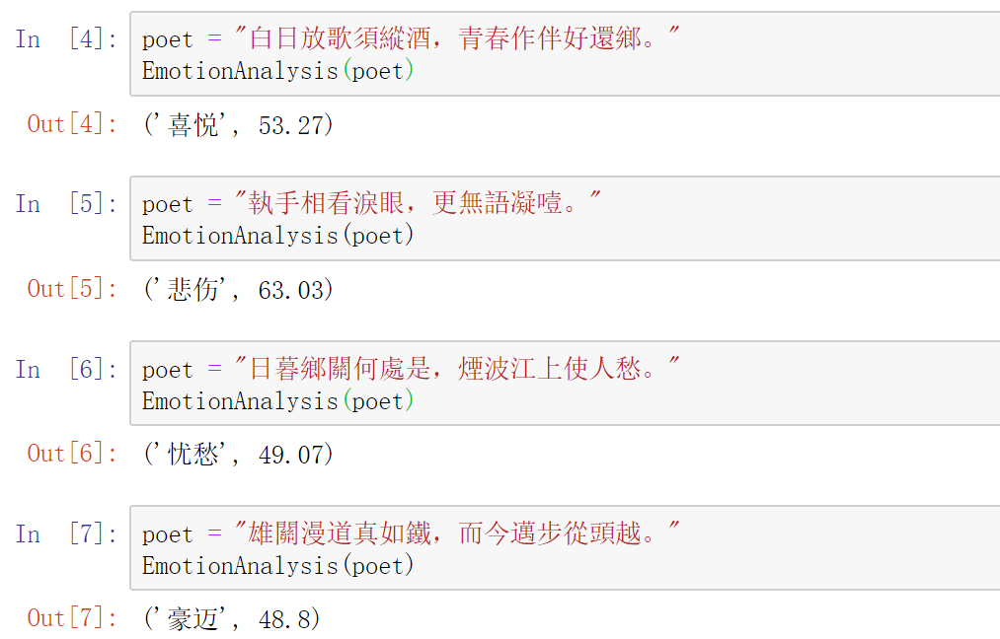 In [4]: poet = "白日放歌須縱酒，青春作伴好還鄉。"
EmotionAnalysis(poet)
Out[4]: ('喜悦', 53.27)
In [5]: poet = "執手相看淚眼，更無語凝噎。"
EmotionAnalysis(poet)
Out[5]: ('悲伤', 63.03)
In [6]: poet = "日暮鄉關何處是，煙波江上使人愁。"
EmotionAnalysis(poet)
Out[6]: ('忧愁', 49.07)
In [7]: poet = "雄關漫道真如鐵，而今邁步從頭越。"
EmotionAnalysis(poet)
Out[7]: ('豪迈', 48.8)